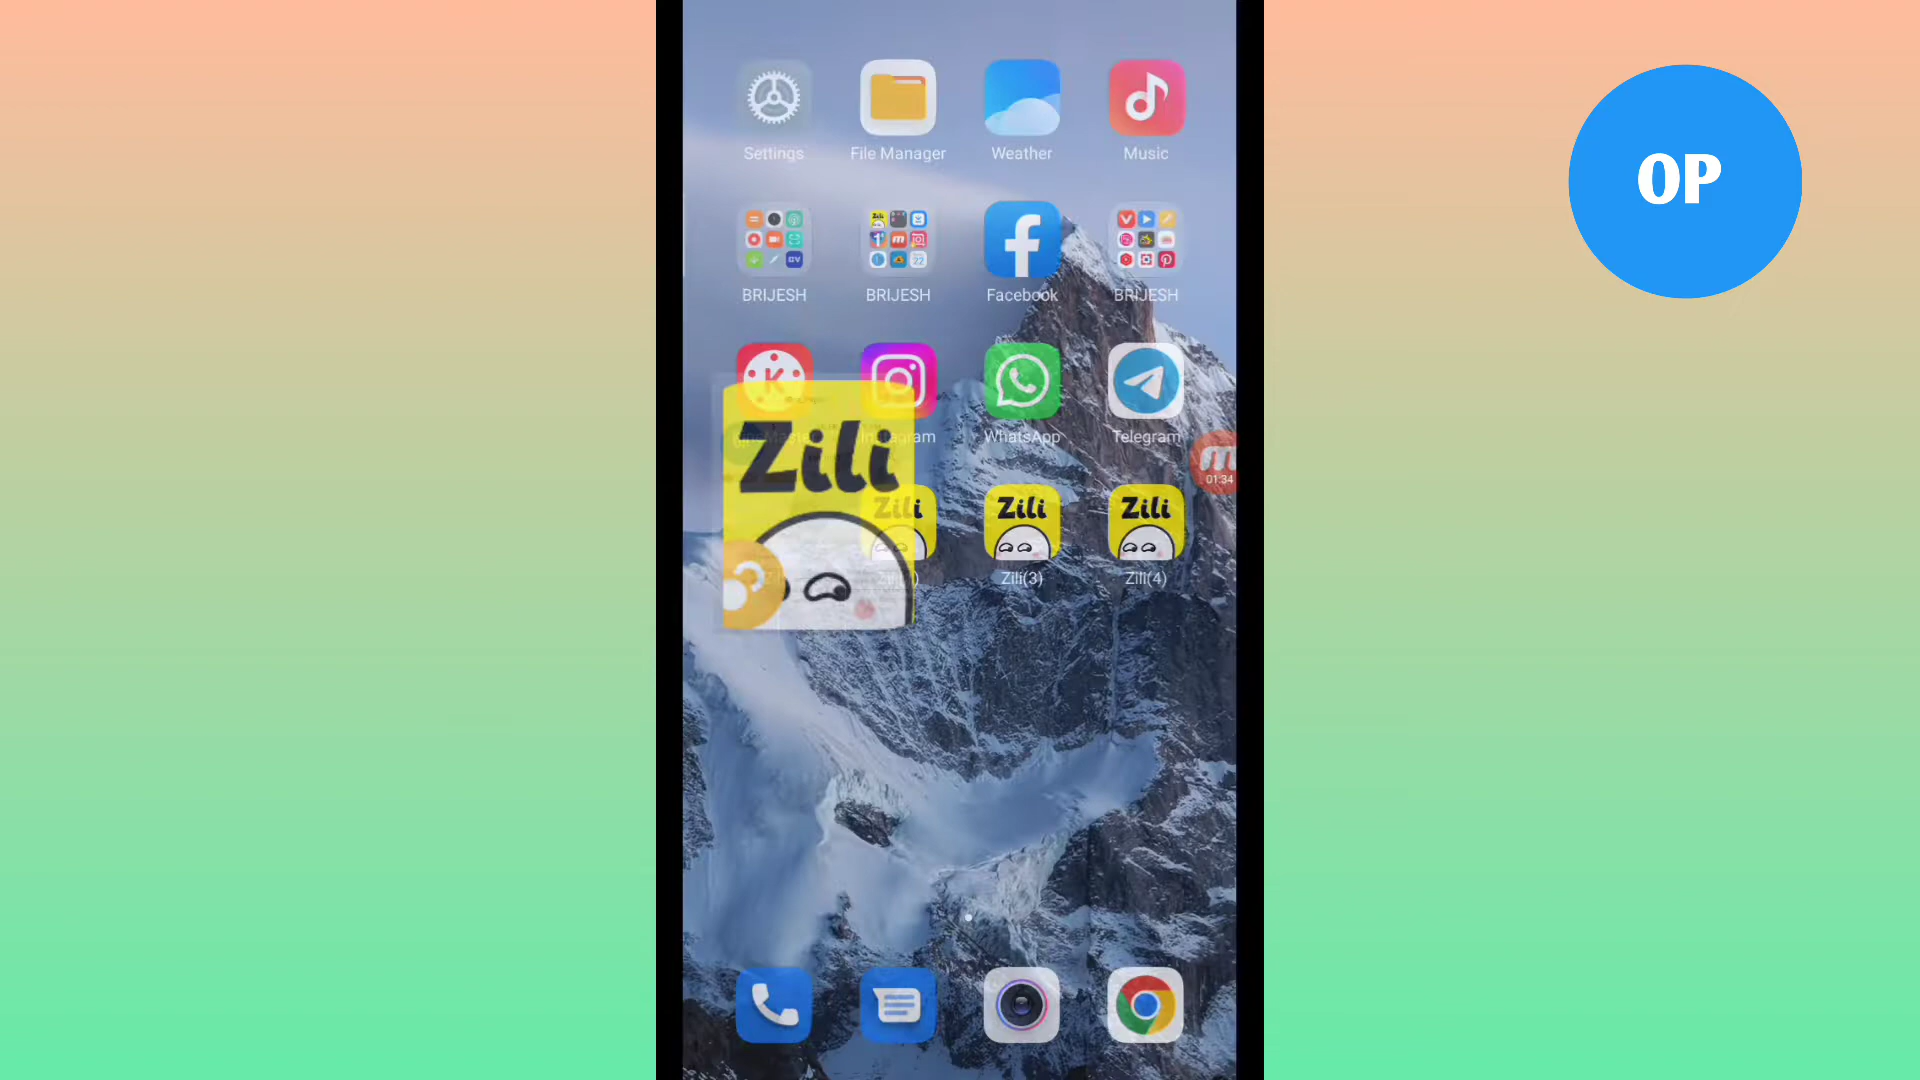 OP
Settings
File Manager
Weather
Music
BRIJESH
BRIJESH
Facebook
BRIJESH
K
WhatsApp
Telegram
Zili
Zili
Zili
Zili
m
01:34
Zili(3)
Zili(4)